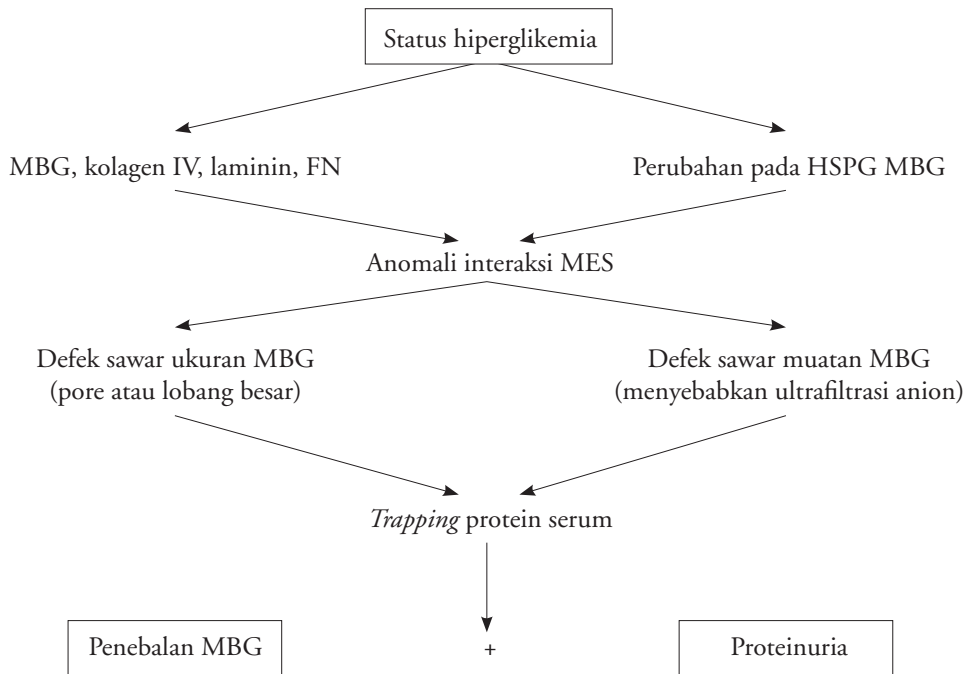 Status hiperglikemia
MBG, kolagen IV, laminin, FN
Perubahan pada HSPG MBG
Anomali interaksi MES
Defek sawar ukuran MBG
(pore atau lobang besar)
Defek sawar muatan MBG
(menyebabkan ultrafiltrasi anion)
Trapping protein serum
Penebalan MBG
+
Proteinuria